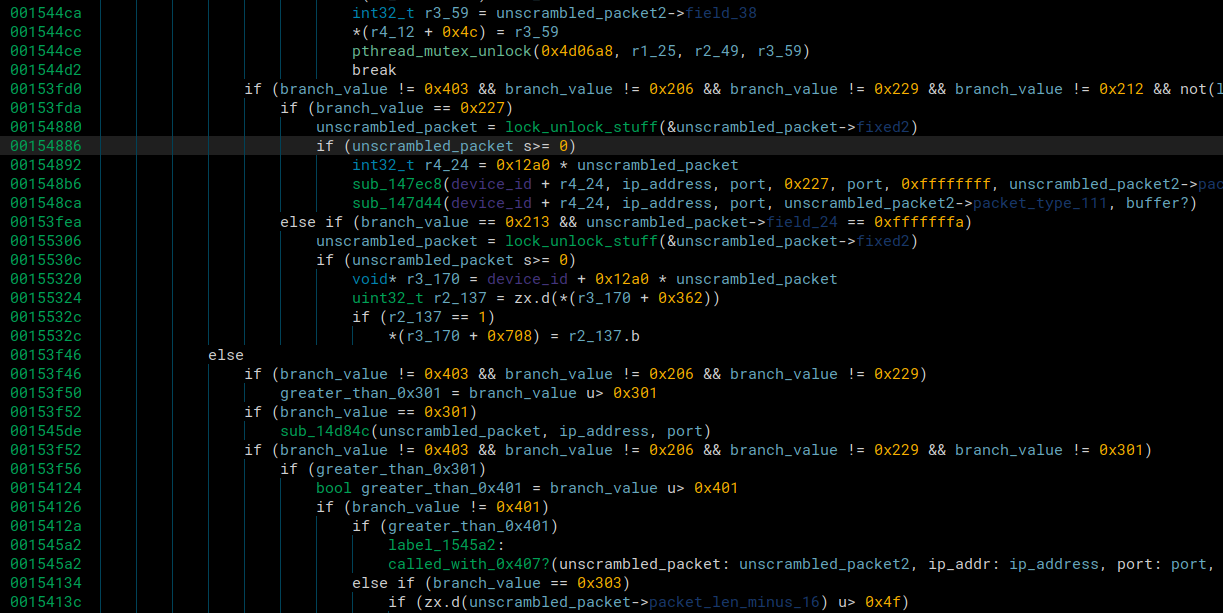 001544ca int32_t r3_59 = unscrambled_packet2->field_38
001544cc *(r4_12 + 0x4c) = r3_59
001544ce pthread_mutex_unlock(0x4d06a8, r1_25, r2_49, r3_59)
001544d2 break
00153fd0 if (branch_value != 0x403 && branch_value != 0x206 && branch_value != 0x229 && branch_value != 0x212 && not(
00153fda if (branch_value == 0x227)
00154880 unscrambled_packet = lock_unlock_stuff(&unscrambled_packet->fixed2)
00154886 if (unscrambled_packet s>= 0)
00154892 int32_t r4_24 = 0x12a0 * unscrambled_packet
001548b6 sub_147ec8(device_id + r4_24, ip_address, port, 0x227, port, 0xffffffff, unscrambled_packet2->pac
001548ca sub_147d44(device_id + r4_24, ip_address, port, unscrambled_packet2->packet_type_111, buffer?)
00153fea else if (branch_value == 0x213 && unscrambled_packet->field_24 == 0xfffffffa)
00155306 unscrambled_packet = lock_unlock_stuff(&unscrambled_packet->fixed2)
0015530c if (unscrambled_packet s>= 0)
00155320 void* r3_170 = device_id + 0x12a0 * unscrambled_packet
00155324 uint32_t r2_137 = zx.d(*(r3_170 + 0x362))
0015532c if (r2_137 == 1)
0015532c *(r3_170 + 0x708) = r2_137.b
00153f46 else
00153f46 if (branch_value != 0x403 && branch_value != 0x206 && branch_value != 0x229)
00153f50 greater_than_0x301 = branch_value u> 0x301
00153f52 if (branch_value == 0x301)
001545de sub_14d84c(unscrambled_packet, ip_address, port)
00153f52 if (branch_value != 0x403 && branch_value != 0x206 && branch_value != 0x229 && branch_value != 0x301)
00153f56 if (greater_than_0x301)
00154124 bool greater_than_0x401 = branch_value u> 0x401
00154126 if (branch_value != 0x401)
0015412a if (greater_than_0x401)
001545a2 label_1545a2:
001545a2 called_with_0x407?(unscrambled_packet: unscrambled_packet2, ip_addr: ip_address, port: port,
00154134 else if (branch_value == 0x303)
0015413c if (zx.d(unscrambled_packet->packet_len_minus_16) u> 0x4f)